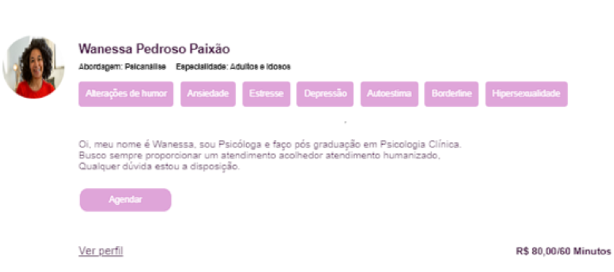 Wanessa Pedroso Paixão
Abordagem: Psicanálise Especialidade: Adultos e Idosos
Alterações de humor Ansiedade Estresse Depressão Autoestima Borderline Hipersexualidade
Oi, meu nome é Wanessa, sou Psicóloga e faço pós graduação em Psicologia Clínica.
Busco sempre proporcionar um atendimento acolhedor atendimento humanizado,
Qualquer dúvida estou a disposição.
Agendar
Ver perfil R$ 80,00/60 Minutos